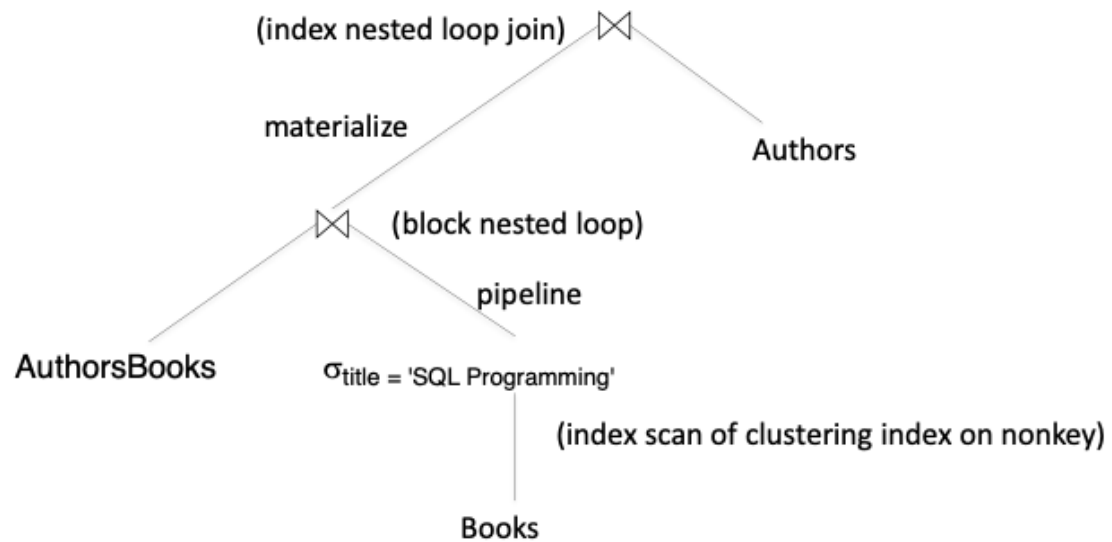 (index nested loop join) ⋈
materialize
Authors
⋈ (block nested loop)
pipeline
AuthorsBooks
σtitle = 'SQL Programming'
(index scan of clustering index on nonkey)
Books